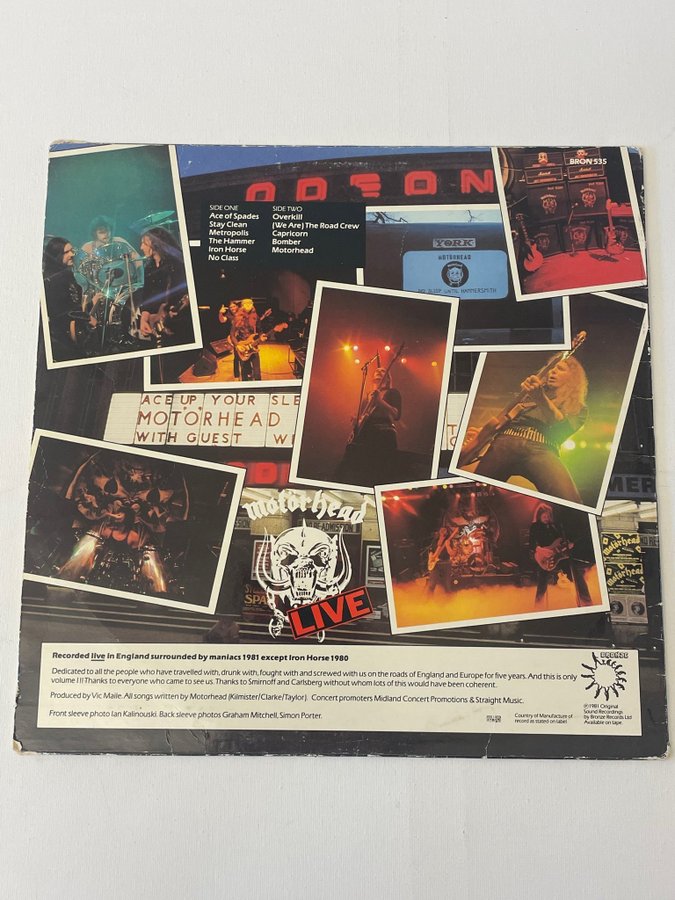 ODEON
BRON 535
SIDE ONE
Ace of Spades
Stay Clean
Metropolis
The Hammer
Iron Horse
No Class
SIDE TWO
Overkill
(We Are) The Road Crew
Capricorn
Bomber
Motorhead
YORK
MOTORHEAD
NO SLEEP UNTIL HAMMERSMITH
ACE UP YOUR SLE
MOTÖRHEAD
WITH GUEST
Motörhead
LIVE
Motörhead
Motörhead
Recorded live in England surrounded by maniacs 1981 except Iron Horse 1980
Dedicated to all the people who have travelled with, drunk with, fought with and screwed with us on the roads of England and Europe for five years. And this is only
volume I!! Thanks to everyone who came to see us. Thanks to Smirnoff and Carlsberg without whom lots of this would have been coherent.
Produced by Vic Maile. All songs written by Motorhead (Kilmister/Clarke/Taylor). Concert promoters Midland Concert Promotions & Straight Music.
Front sleeve photo Ian Kalinouski. Back sleeve photos Graham Mitchell, Simon Porter.
Country of Manufacture of
record as stated on label
BRONZE
℗1981 Original
Sound Recordings
by Bronze Records Ltd
Available on tape